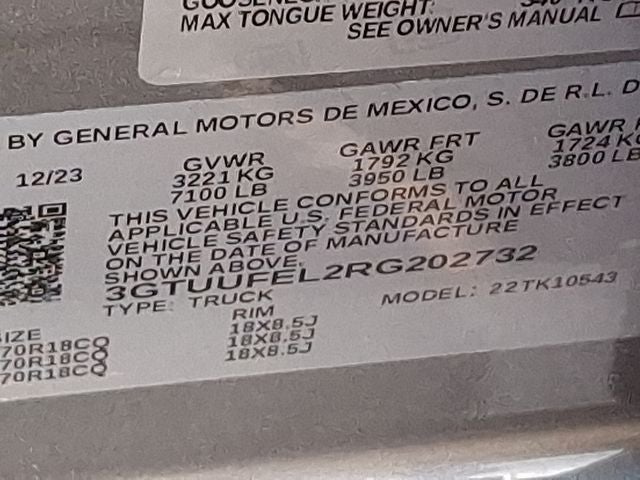 MAX TONGUE WEIGHT:
SEE OWNER'S MANUAL
BY GENERAL MOTORS DE MEXICO, S. DE R.L. D
12/23 GVWR GAWR FRT GAWR
3221 KG 1792 KG 1724 KG
7100 LB 3950 LB 3800 LB
THIS VEHICLE CONFORMS TO ALL
APPLICABLE U.S. FEDERAL MOTOR
VEHICLE SAFETY STANDARDS IN EFFECT
ON THE DATE OF MANUFACTURE
SHOWN ABOVE.
3GTUUFEL2RG202732
TYPE: TRUCK MODEL: 22TK10543
IZE RIM
70R18CQ 18X8.5J
70R18CQ 18X8.5J
70R18CQ 18X8.5J